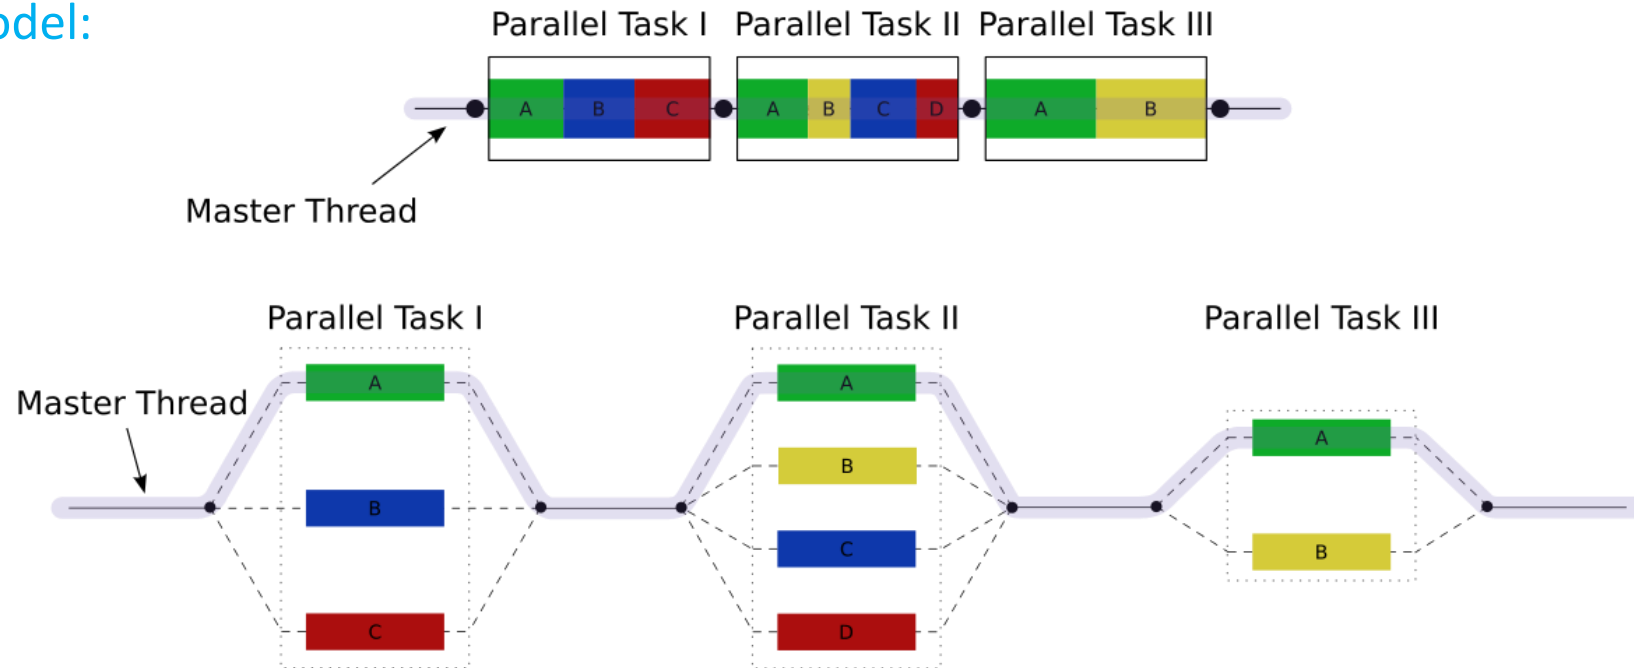 odel:
Parallel Task I Parallel Task II Parallel Task III
A B C A B C D A B
Master Thread
Parallel Task I Parallel Task II Parallel Task III
Master Thread
A A
A
B
B
C
B
C D